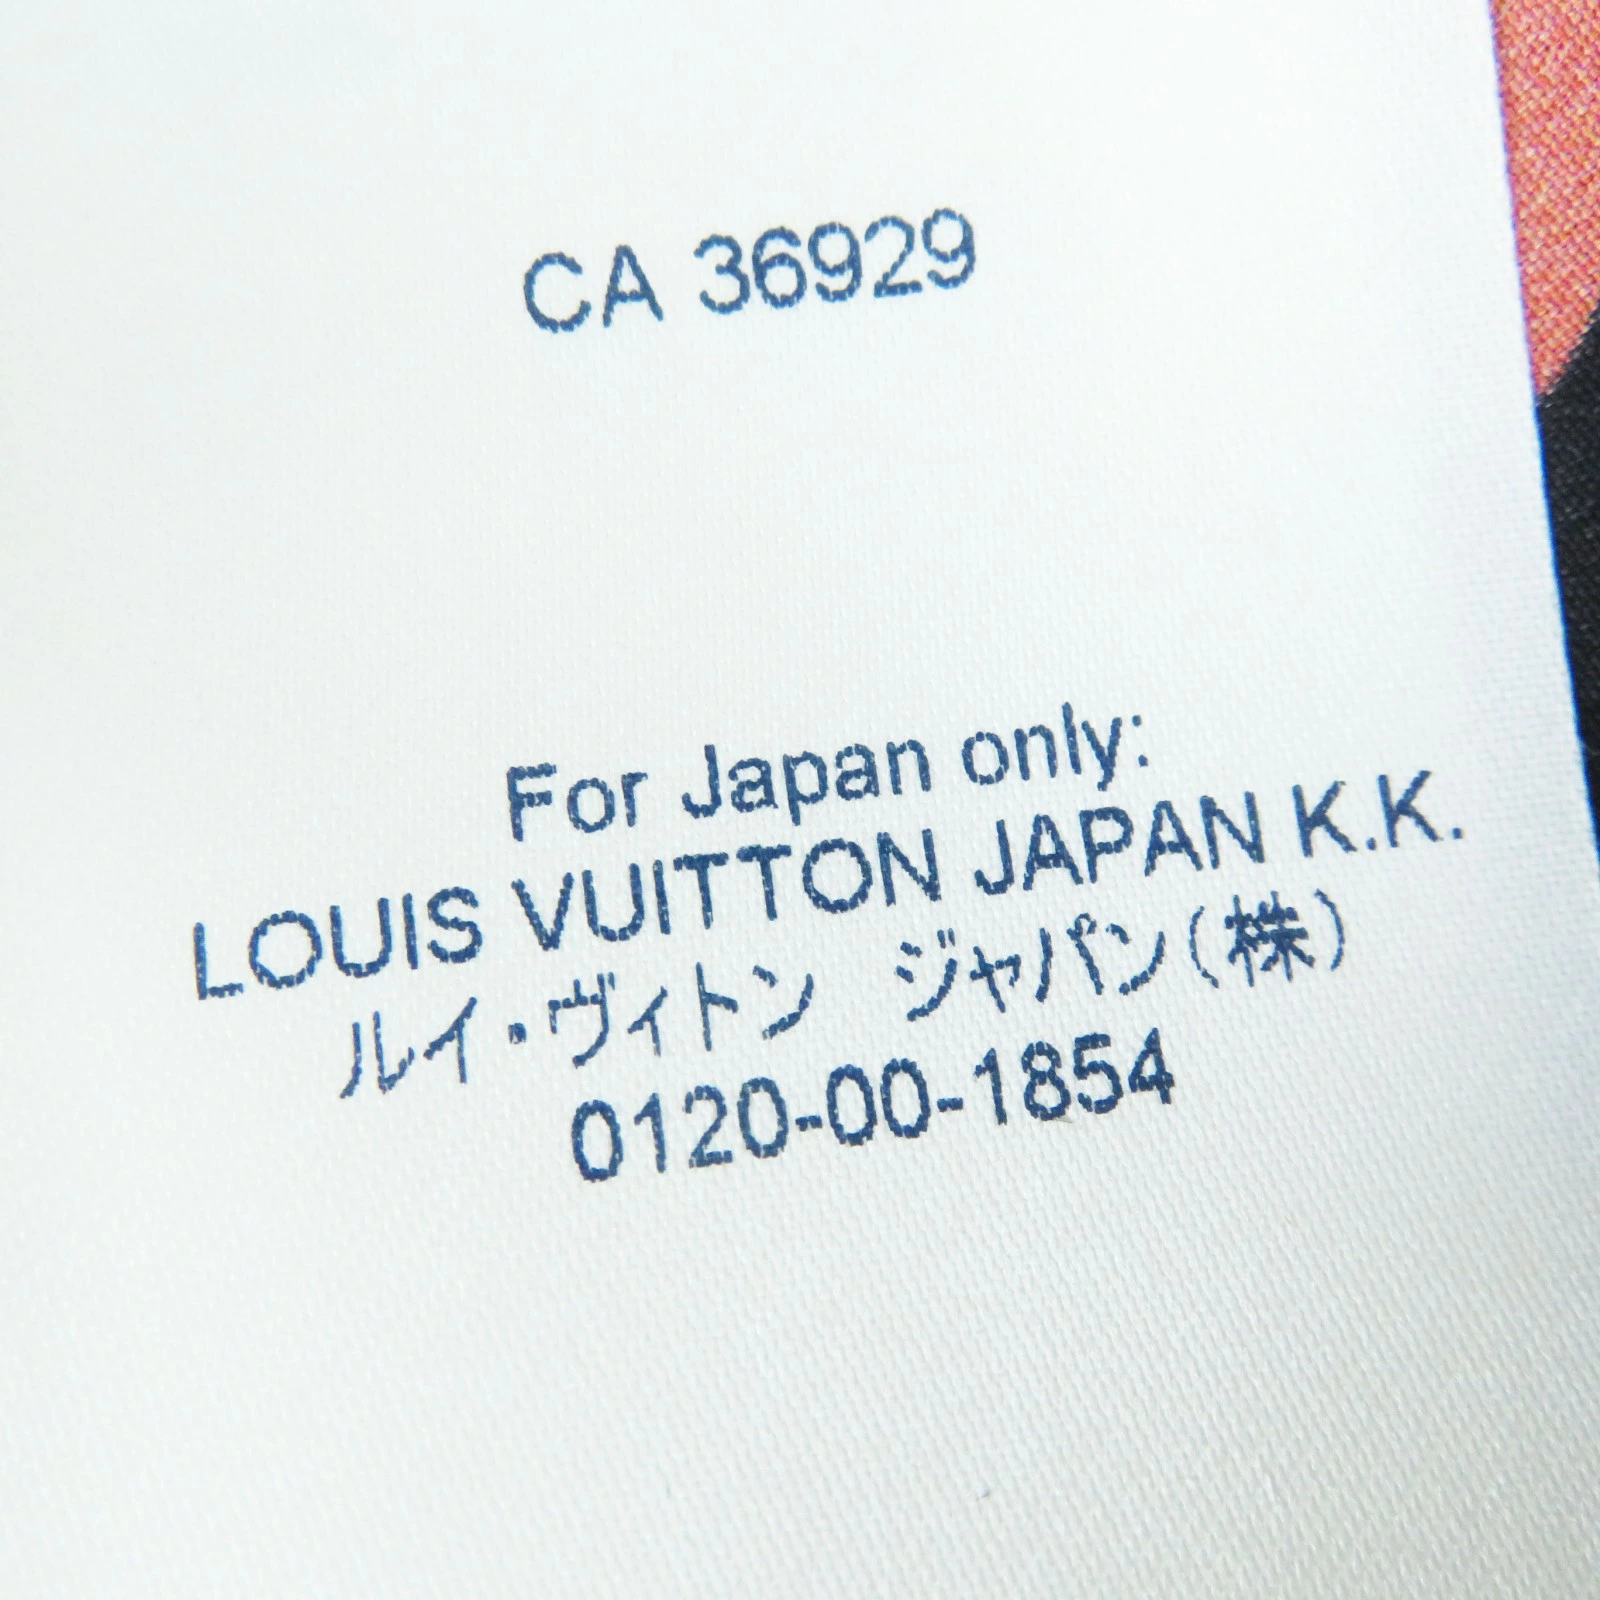 CA 36929
For Japan only:
LOUIS VUITTON JAPAN K.K.
ルイ・ヴィトン　ジャパン(株)
0120-00-1854